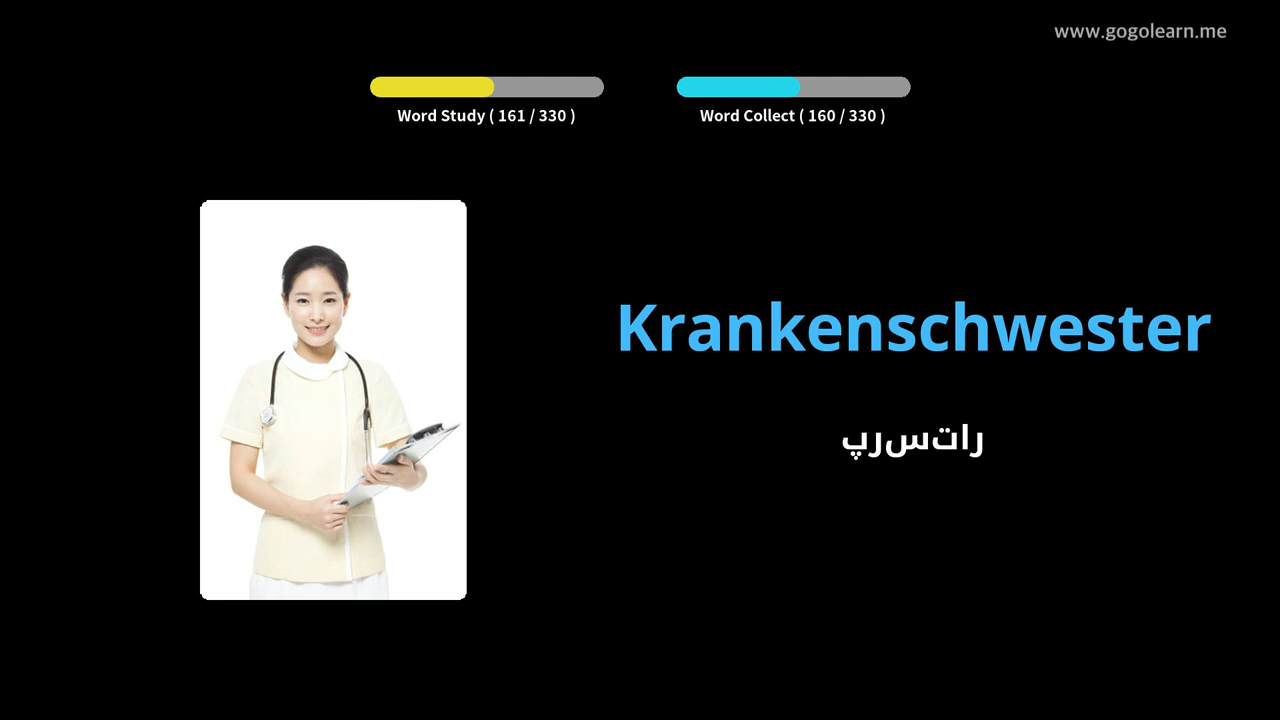 www.gogolearn.me
Word Study ( 161 / 330 )
Word Collect ( 160 / 330 )
Krankenschwester
راتسرپ